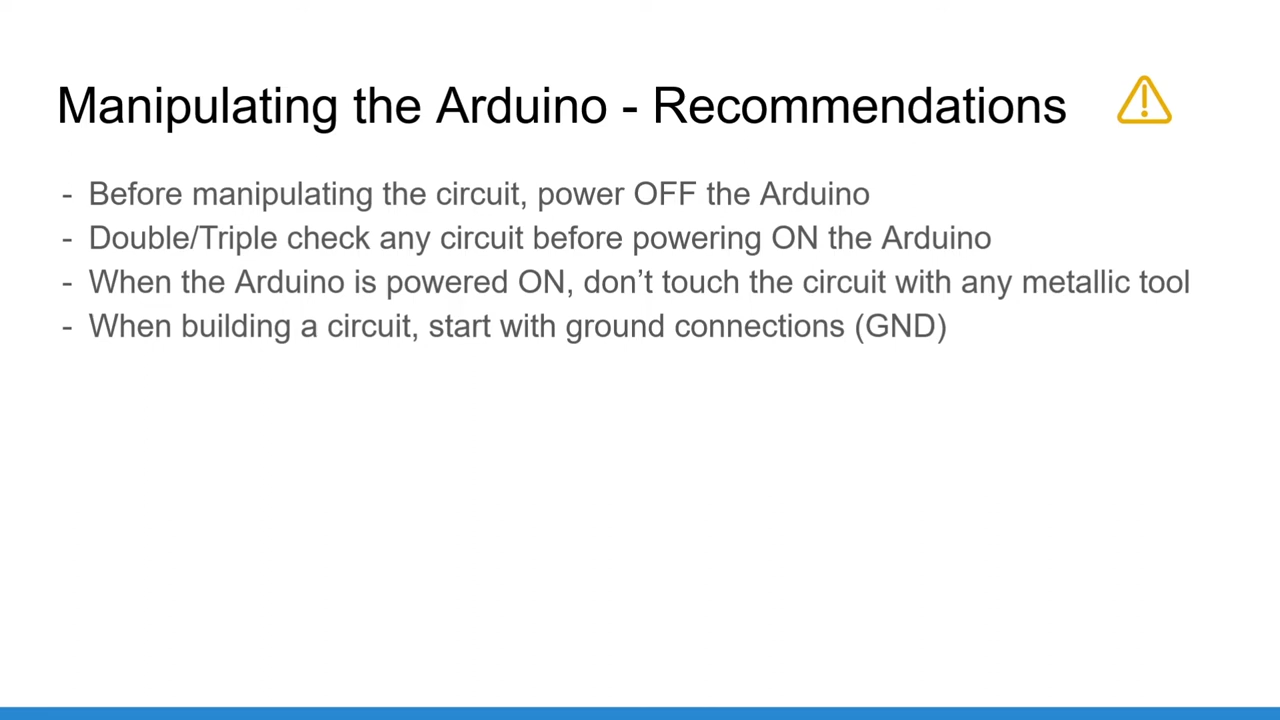 Manipulating the Arduino - Recommendations
- Before manipulating the circuit, power OFF the Arduino
- Double/Triple check any circuit before powering ON the Arduino
- When the Arduino is powered ON, don’t touch the circuit with any metallic tool
- When building a circuit, start with ground connections (GND)